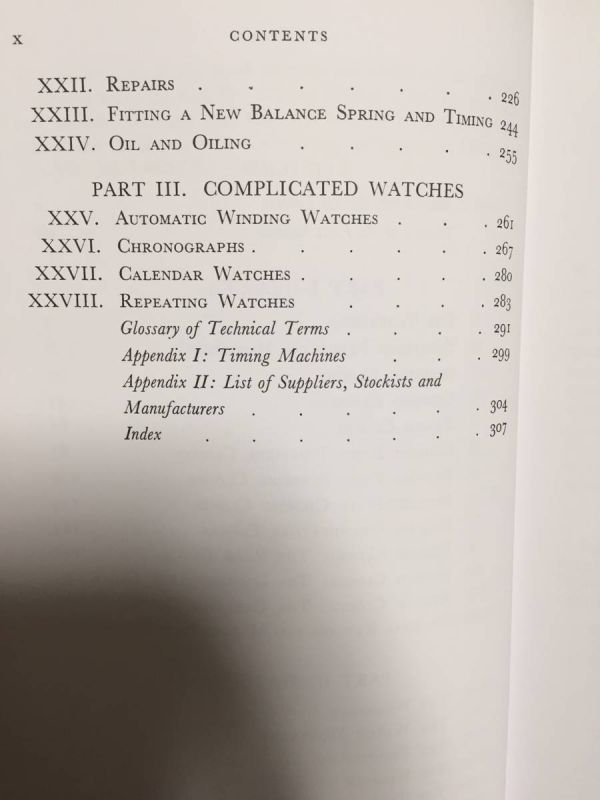 x CONTENTS
XXII. REPAIRS . . . . . . . 226
XXIII. FITTING A NEW BALANCE SPRING AND TIMING 244
XXIV. OIL AND OILING . . . . . 255
PART III. COMPLICATED WATCHES
XXV. AUTOMATIC WINDING WATCHES . . . 261
XXVI. CHRONOGRAPHS . . . . . . 267
XXVII. CALENDAR WATCHES . . . . . 280
XXVIII. REPEATING WATCHES . . . . 283
Glossary of Technical Terms . . . . 291
Appendix I: Timing Machines . . . 299
Appendix II: List of Suppliers, Stockists and
Manufacturers . . . . . . 304
Index . . . . . . . 307